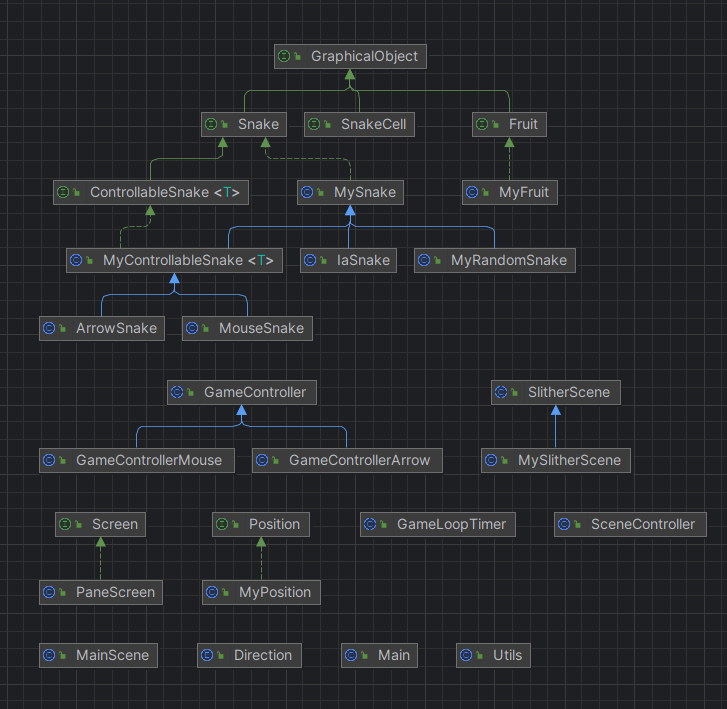 GraphicalObject
Snake
SnakeCell
Fruit
ControllableSnake <T>
MySnake
MyFruit
MyControllableSnake <T>
IaSnake
MyRandomSnake
ArrowSnake
MouseSnake
GameController
SlitherScene
GameControllerMouse
GameControllerArrow
MySlitherScene
Screen
Position
GameLoopTimer
SceneController
PaneScreen
MyPosition
MainScene
Direction
Main
Utils